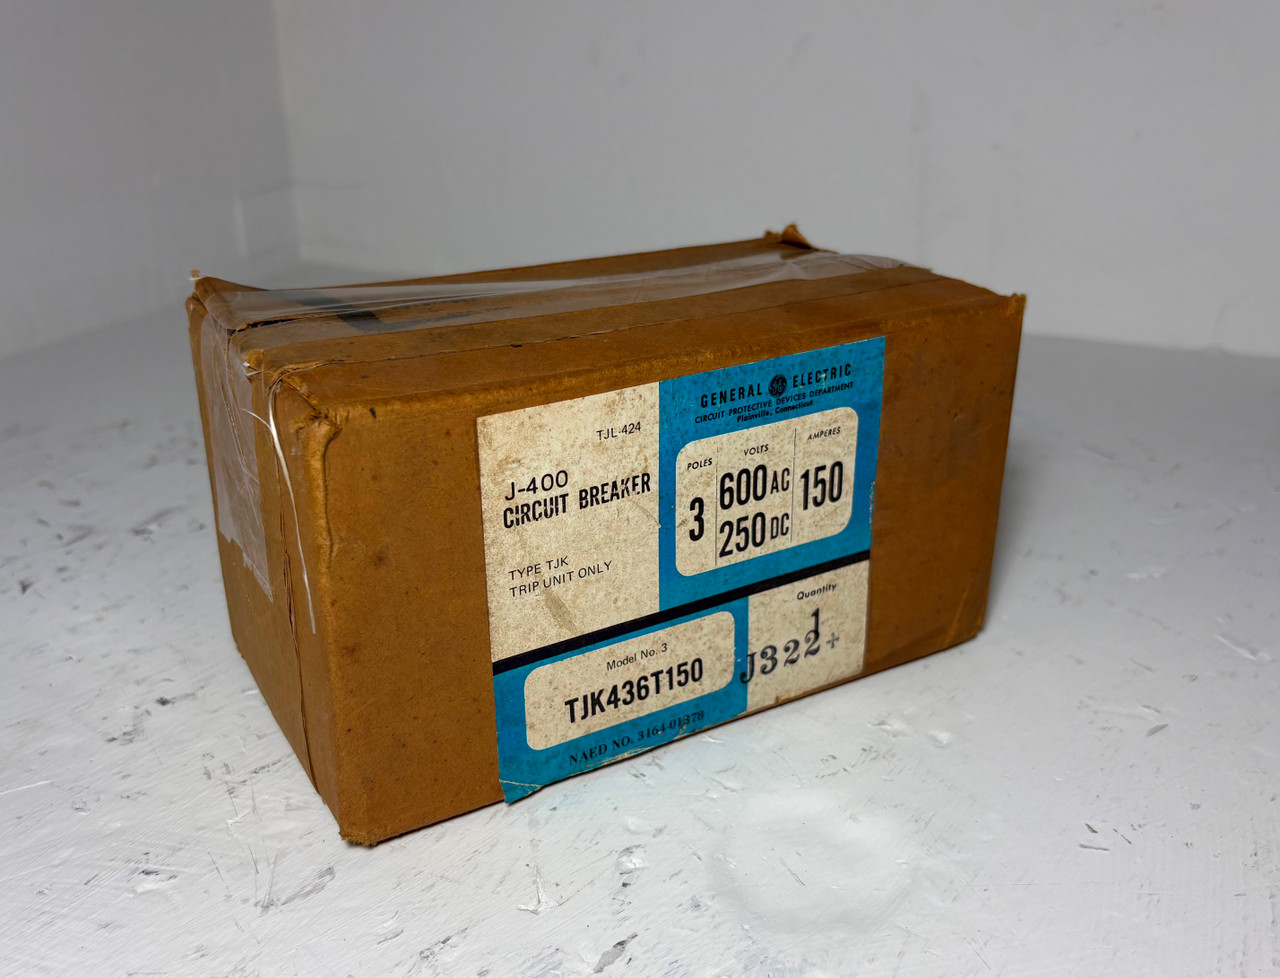 TJL-424
J-400
CIRCUIT BREAKER
TYPE TJK
TRIP UNIT ONLY
GENERAL GE ELECTRIC
CIRCUIT PROTECTIVE DEVICES DEPARTMENT
Plainville, Connecticut
POLES
3
VOLTS
600 AC
250 DC
AMPERES
150
Model No. 3
TJK436T150
NAED NO. 3164-01378
Quantity
1
J322+